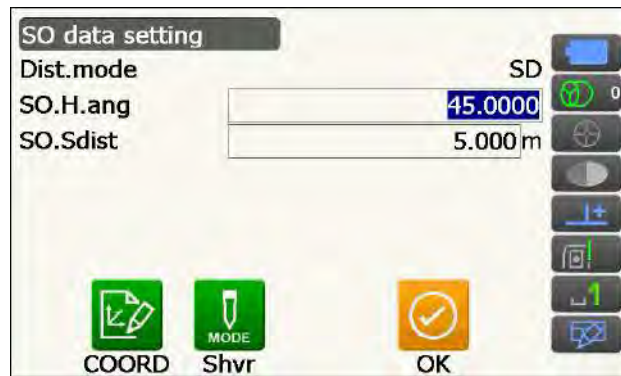 SO data setting
Dist.mode SD
SO.H.ang 45.0000
0
SO.Sdist 5.000 m
1
MODE
COORD Shvr OK